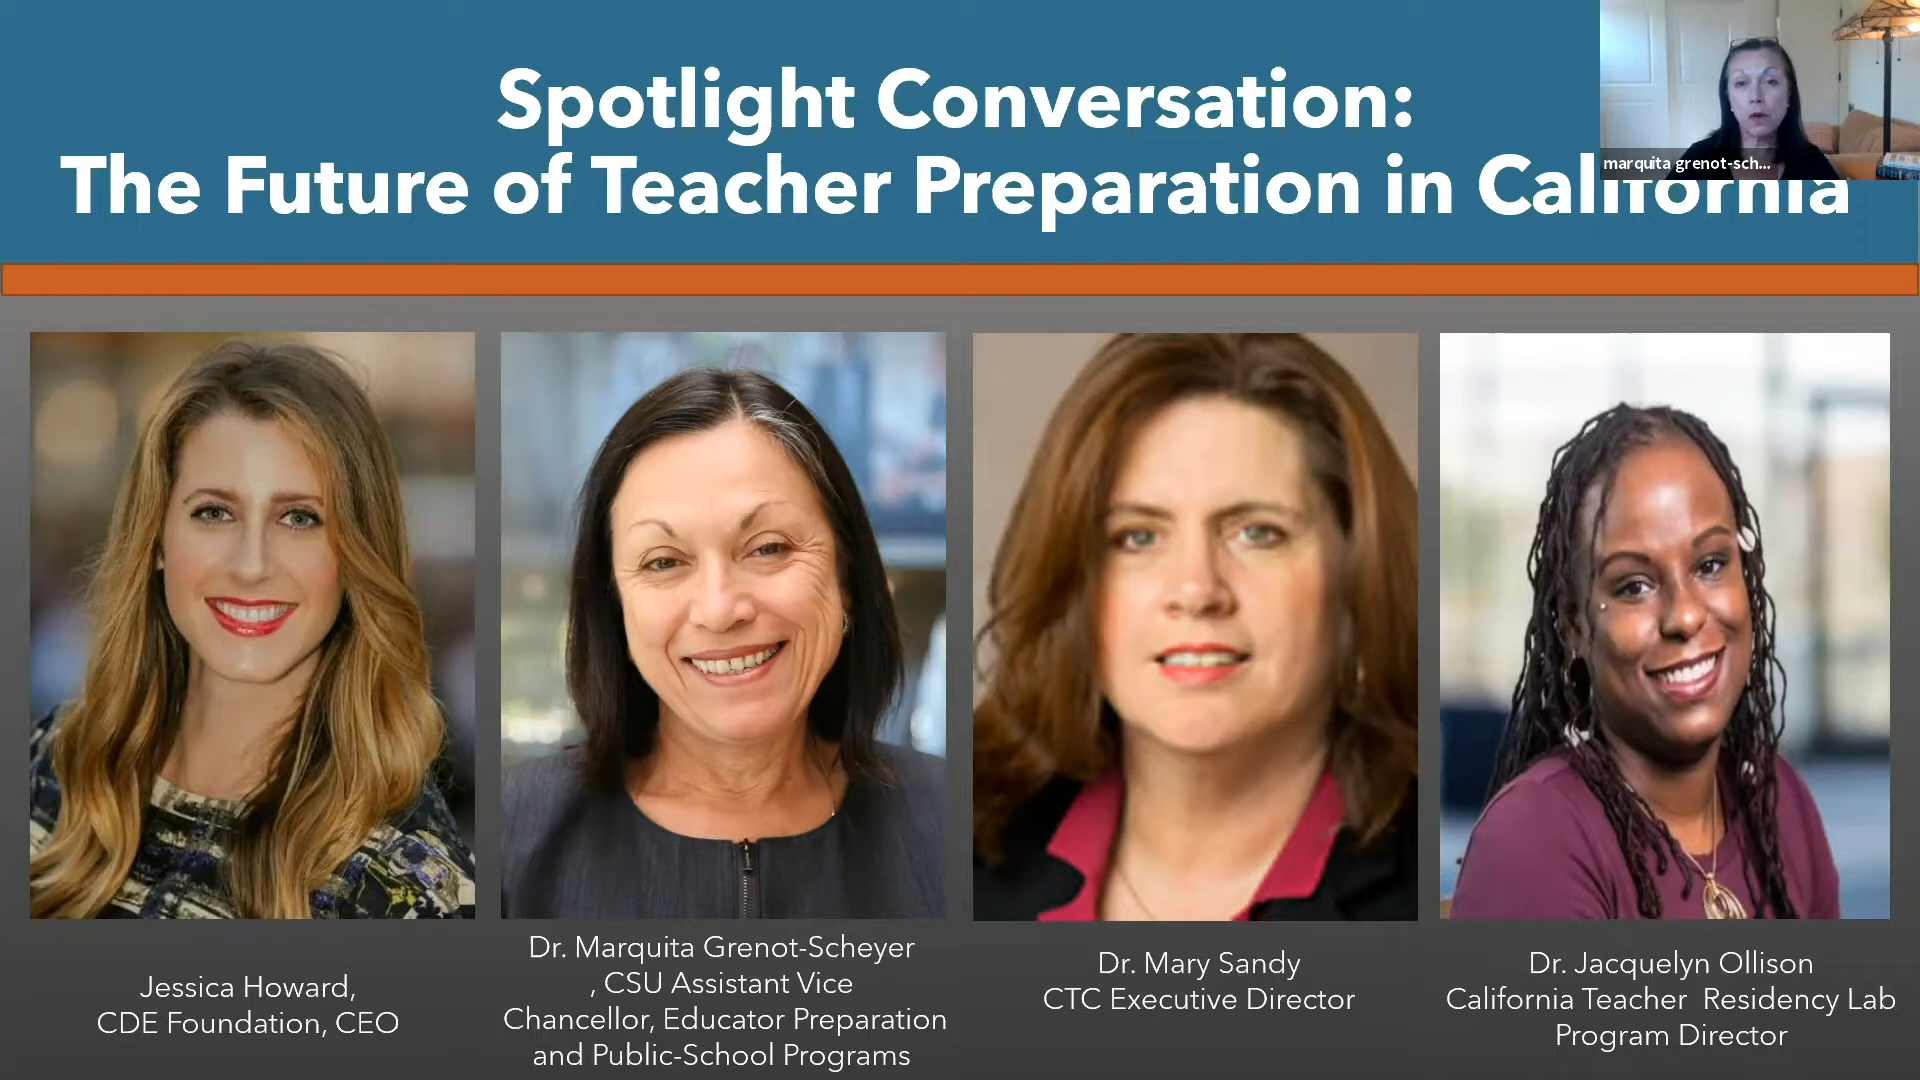 Spotlight Conversation:
The Future of Teacher Preparation in California
marquita grenot-sch...
Jessica Howard,
CDE Foundation, CEO
Dr. Marquita Grenot-Scheyer
, CSU Assistant Vice
Chancellor, Educator Preparation
and Public-School Programs
Dr. Mary Sandy
CTC Executive Director
Dr. Jacquelyn Ollison
California Teacher  Residency Lab
Program Director